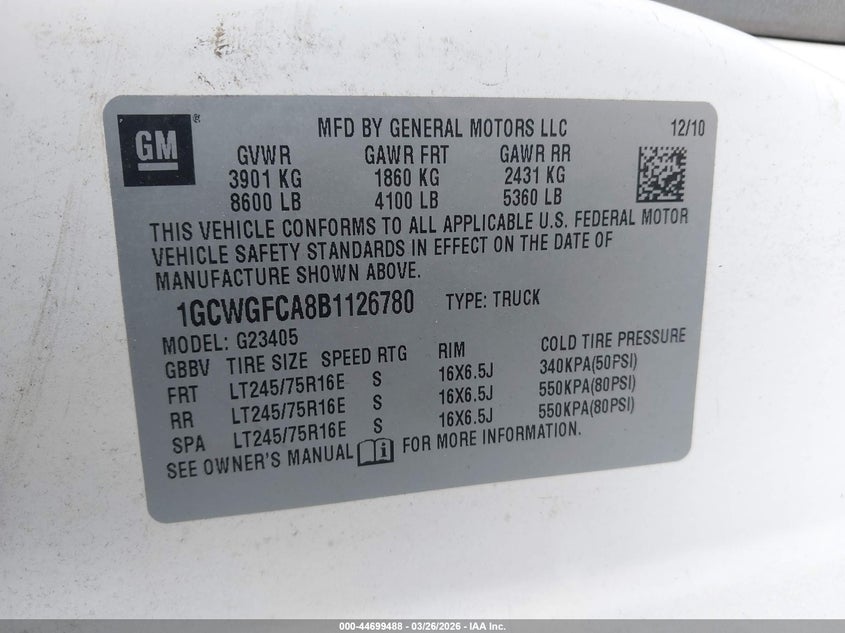 GM ®
MFD BY GENERAL MOTORS LLC 12/10
GVWR GAWR FRT GAWR RR
3901 KG 1860 KG 2431 KG
8600 LB 4100 LB 5360 LB
THIS VEHICLE CONFORMS TO ALL APPLICABLE U.S. FEDERAL MOTOR
VEHICLE SAFETY STANDARDS IN EFFECT ON THE DATE OF
MANUFACTURE SHOWN ABOVE.
1GCWGFCA8B1126780 TYPE: TRUCK
MODEL: G23405
GBBV TIRE SIZE SPEED RTG RIM COLD TIRE PRESSURE
FRT LT245/75R16E S 16X6.5J 340KPA(50PSI)
RR LT245/75R16E S 16X6.5J 550KPA(80PSI)
SPA LT245/75R16E S 16X6.5J 550KPA(80PSI)
SEE OWNER'S MANUAL i FOR MORE INFORMATION.
000-44699488 - 03/26/2026 - IAA Inc.